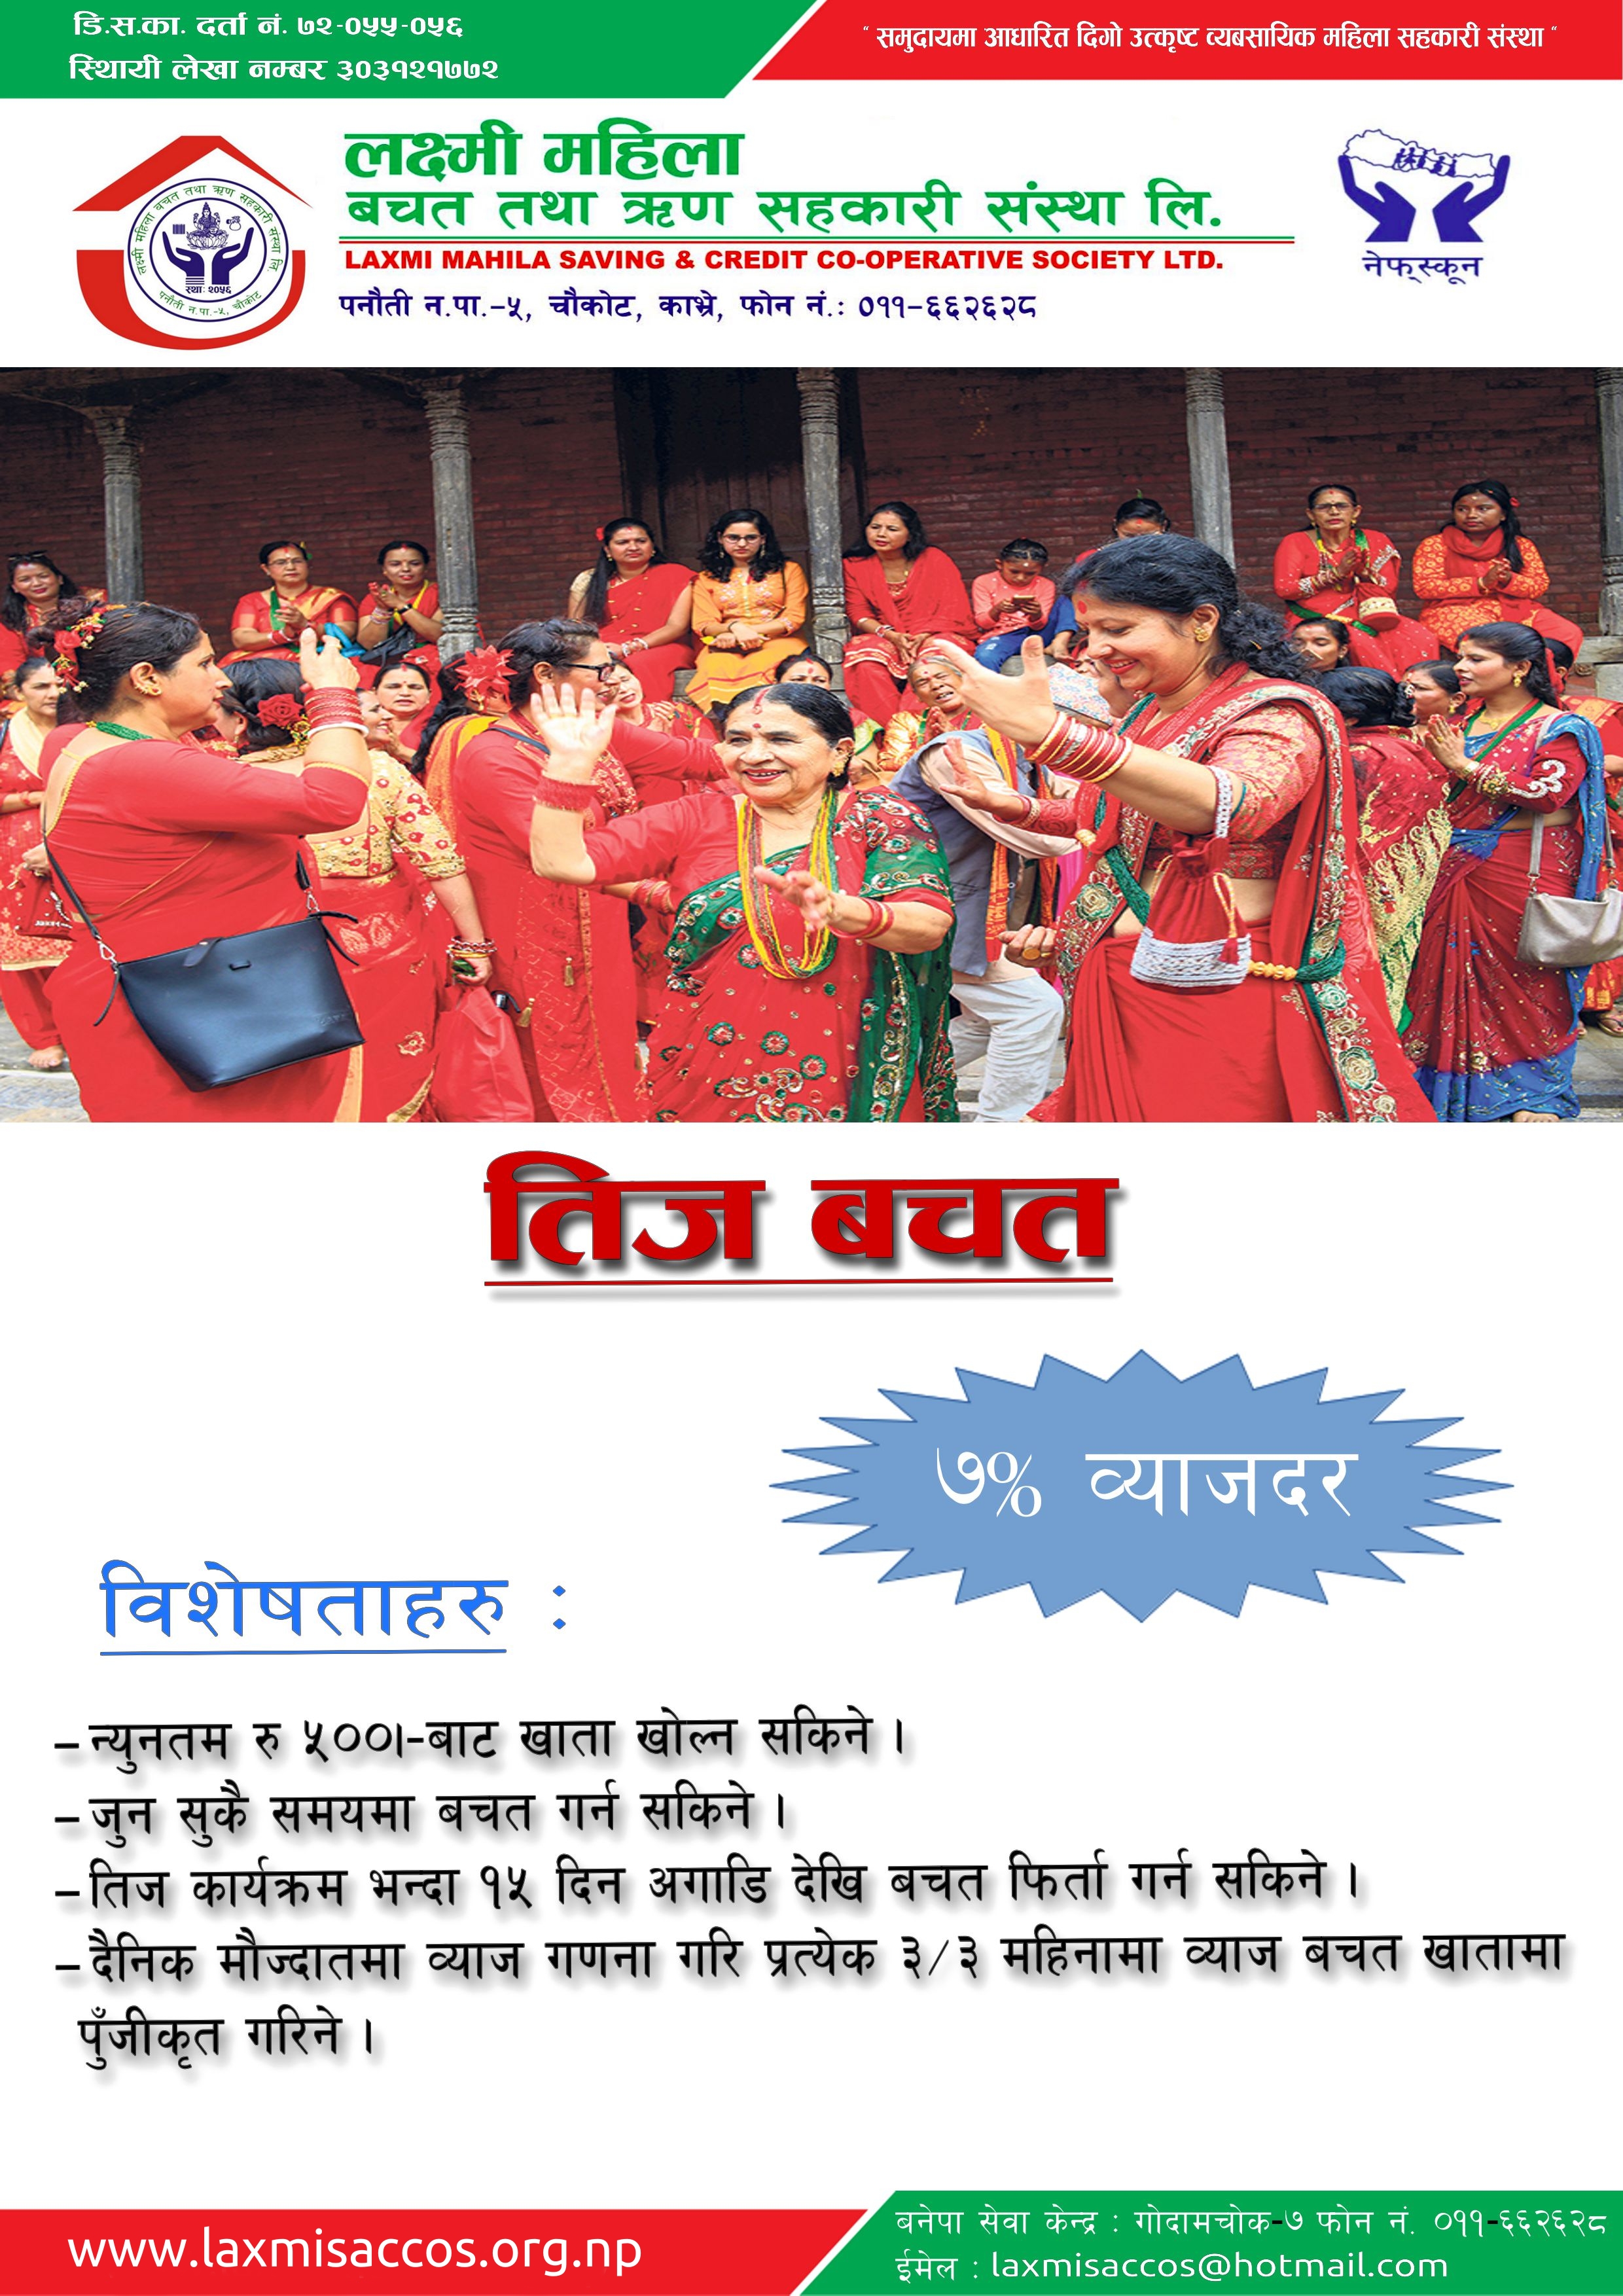 डि.स.का. दर्ता नं. ७२-०५५-०५६
स्थायी लेखा नम्बर ३०३१२१७७२
“ समुदायमा आधारित दिगो उत्कृष्ट व्यबसायिक महिला सहकारी संस्था “
लक्ष्मी महिला
बचत तथा ऋण सहकारी संस्था लि.
LAXMI MAHILA SAVING & CREDIT CO-OPERATIVE SOCIETY LTD.
पनौती न.पा.-५, चौकोट, काभ्रे, फोन नं.: ०११-६६२६२८
लक्ष्मी महिला बचत तथा ऋण सहकारी संस्था लि.
स्था: २०५६
पनौती न.पा.-५, चौकोट
नेफ्स्कून
तिज बचत
७% व्याजदर
विशेषताहरु :
-न्युनतम रु ५००।-बाट खाता खोल्न सकिने ।
-जुन सुकै समयमा बचत गर्न सकिने ।
-तिज कार्यक्रम भन्दा १५ दिन अगाडि देखि बचत फिर्ता गर्न सकिने ।
-दैनिक मौज्दातमा व्याज गणना गरि प्रत्येक ३/३ महिनामा व्याज बचत खातामा
पुँजीकृत गरिने ।
www.laxmisaccos.org.np
बनेपा सेवा केन्द्र : गोदामचोक-७ फोन नं. ०११-६६२६२८
ईमेल : laxmisaccos@hotmail.com